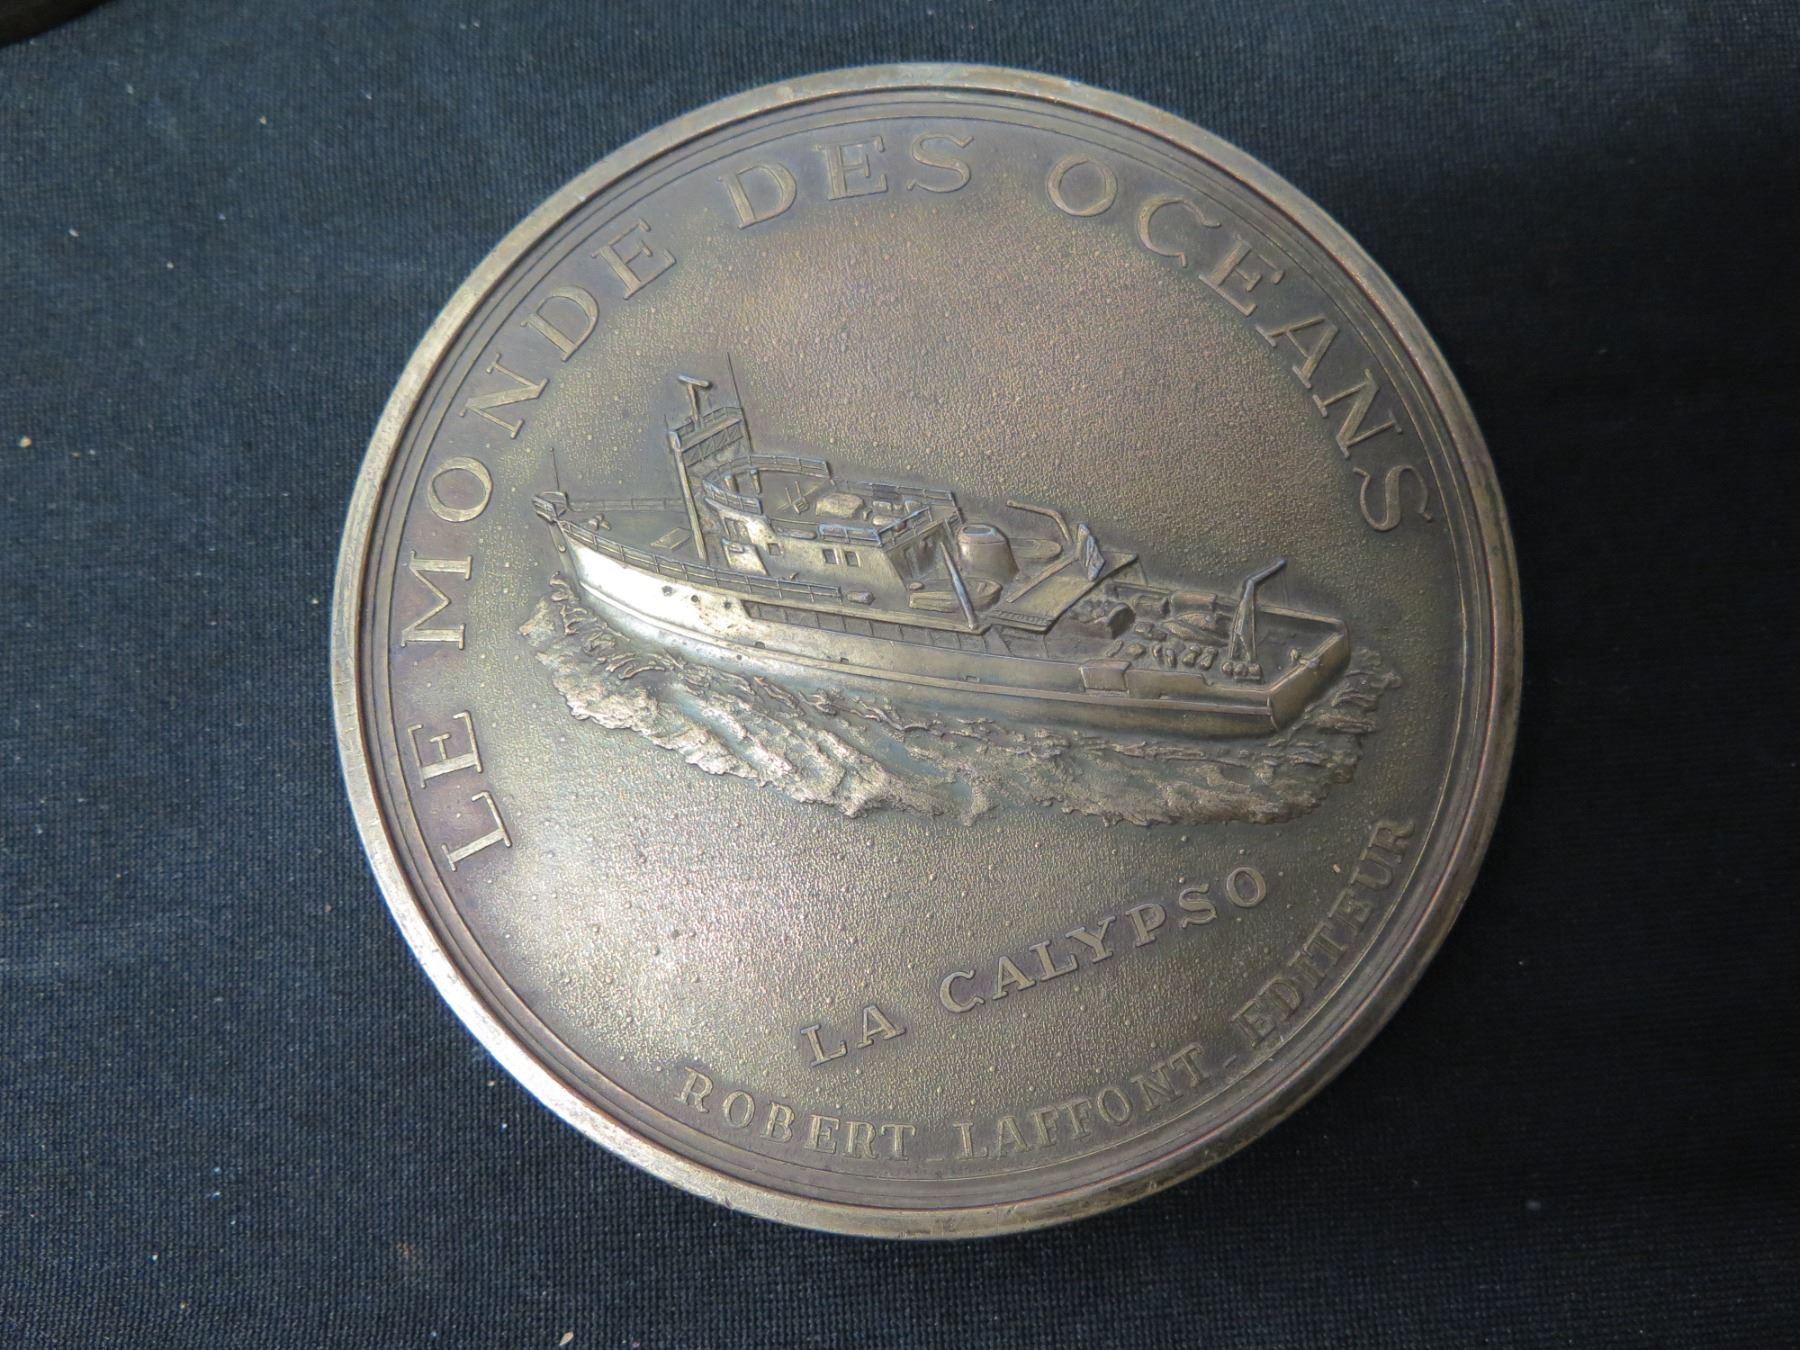 LE MONDE DES OCEANS
LA CALYPSO
ROBERT_LAFFONT_EDITEUR